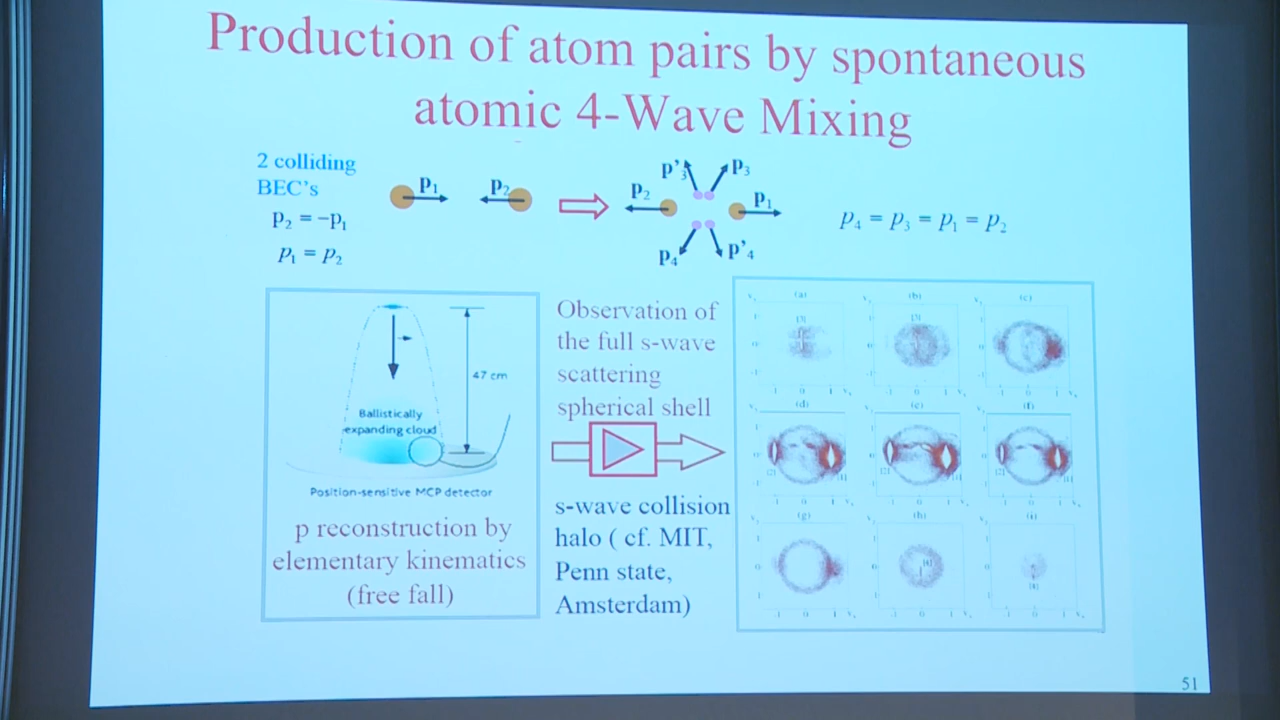 Production of atom pairs by spontaneous
atomic 4-Wave Mixing
2 colliding
BEC's
p₂ = −p₁
p₁ = p₂
p₁
p₂
p₂
p'₃
p₃
p₁
p₄
p'₄
p₄ = p₃ = p₁ = p₂
47 cm
Ballistically
expanding cloud
Position-sensitive MCP detector
p reconstruction by
elementary kinematics
(free fall)
Observation of
the full s-wave
scattering
spherical shell
s-wave collision
halo ( cf. MIT,
Penn state,
Amsterdam)
(a)
(b)
(c)
(d)
(e)
(f)
(g)
(h)
(i)
51